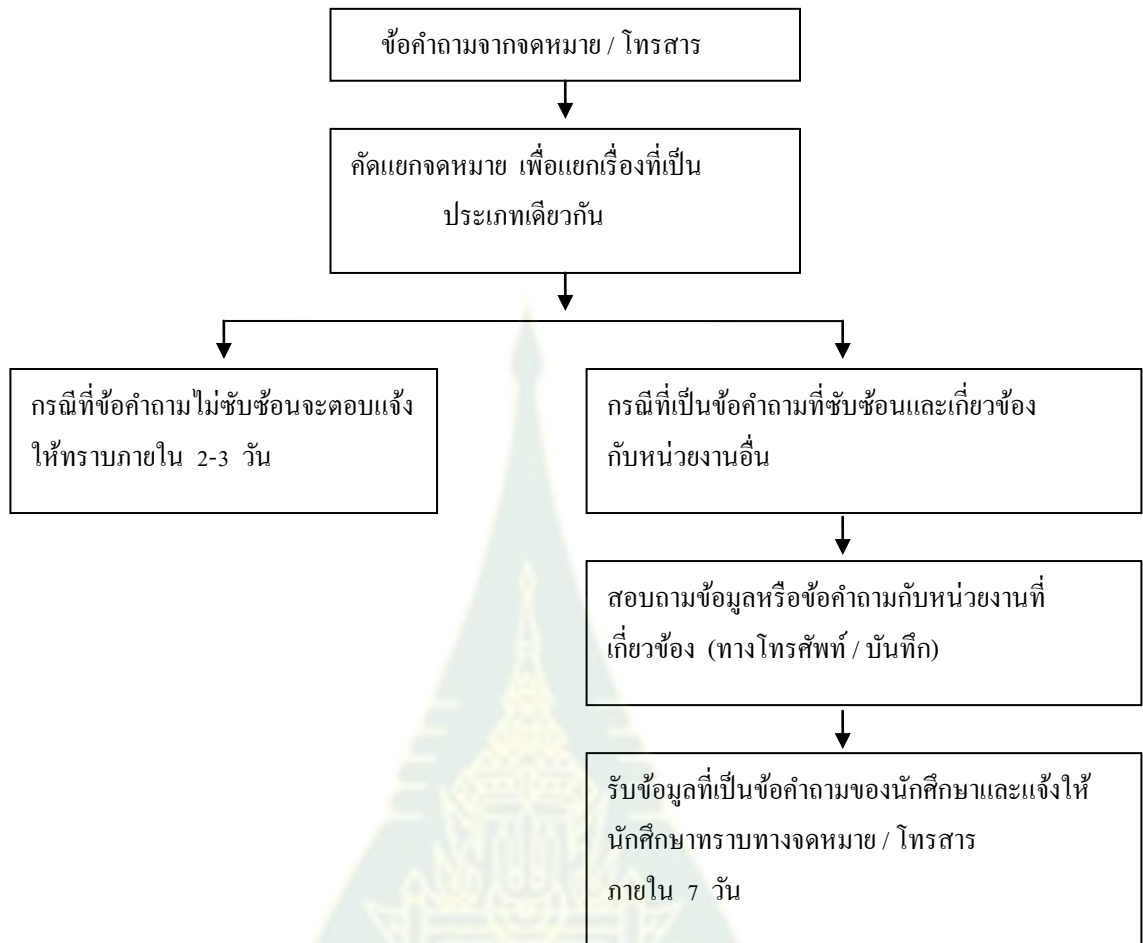 ข้อคำถามจากจดหมาย / โทรสาร
คัดแยกจดหมาย เพื่อแยกเรื่องที่เป็น
ประเภทเดียวกัน
กรณีที่ข้อคำถามไม่ซับซ้อนจะตอบแจ้ง
ให้ทราบภายใน 2-3 วัน
กรณีที่เป็นข้อคำถามที่ซับซ้อนและเกี่ยวข้อง
กับหน่วยงานอื่น
สอบถามข้อมูลหรือข้อคำถามกับหน่วยงานที่
เกี่ยวข้อง (ทางโทรศัพท์ / บันทึก)
รับข้อมูลที่เป็นข้อคำถามของนักศึกษาและแจ้งให้
นักศึกษาทราบทางจดหมาย / โทรสาร
ภายใน 7 วัน